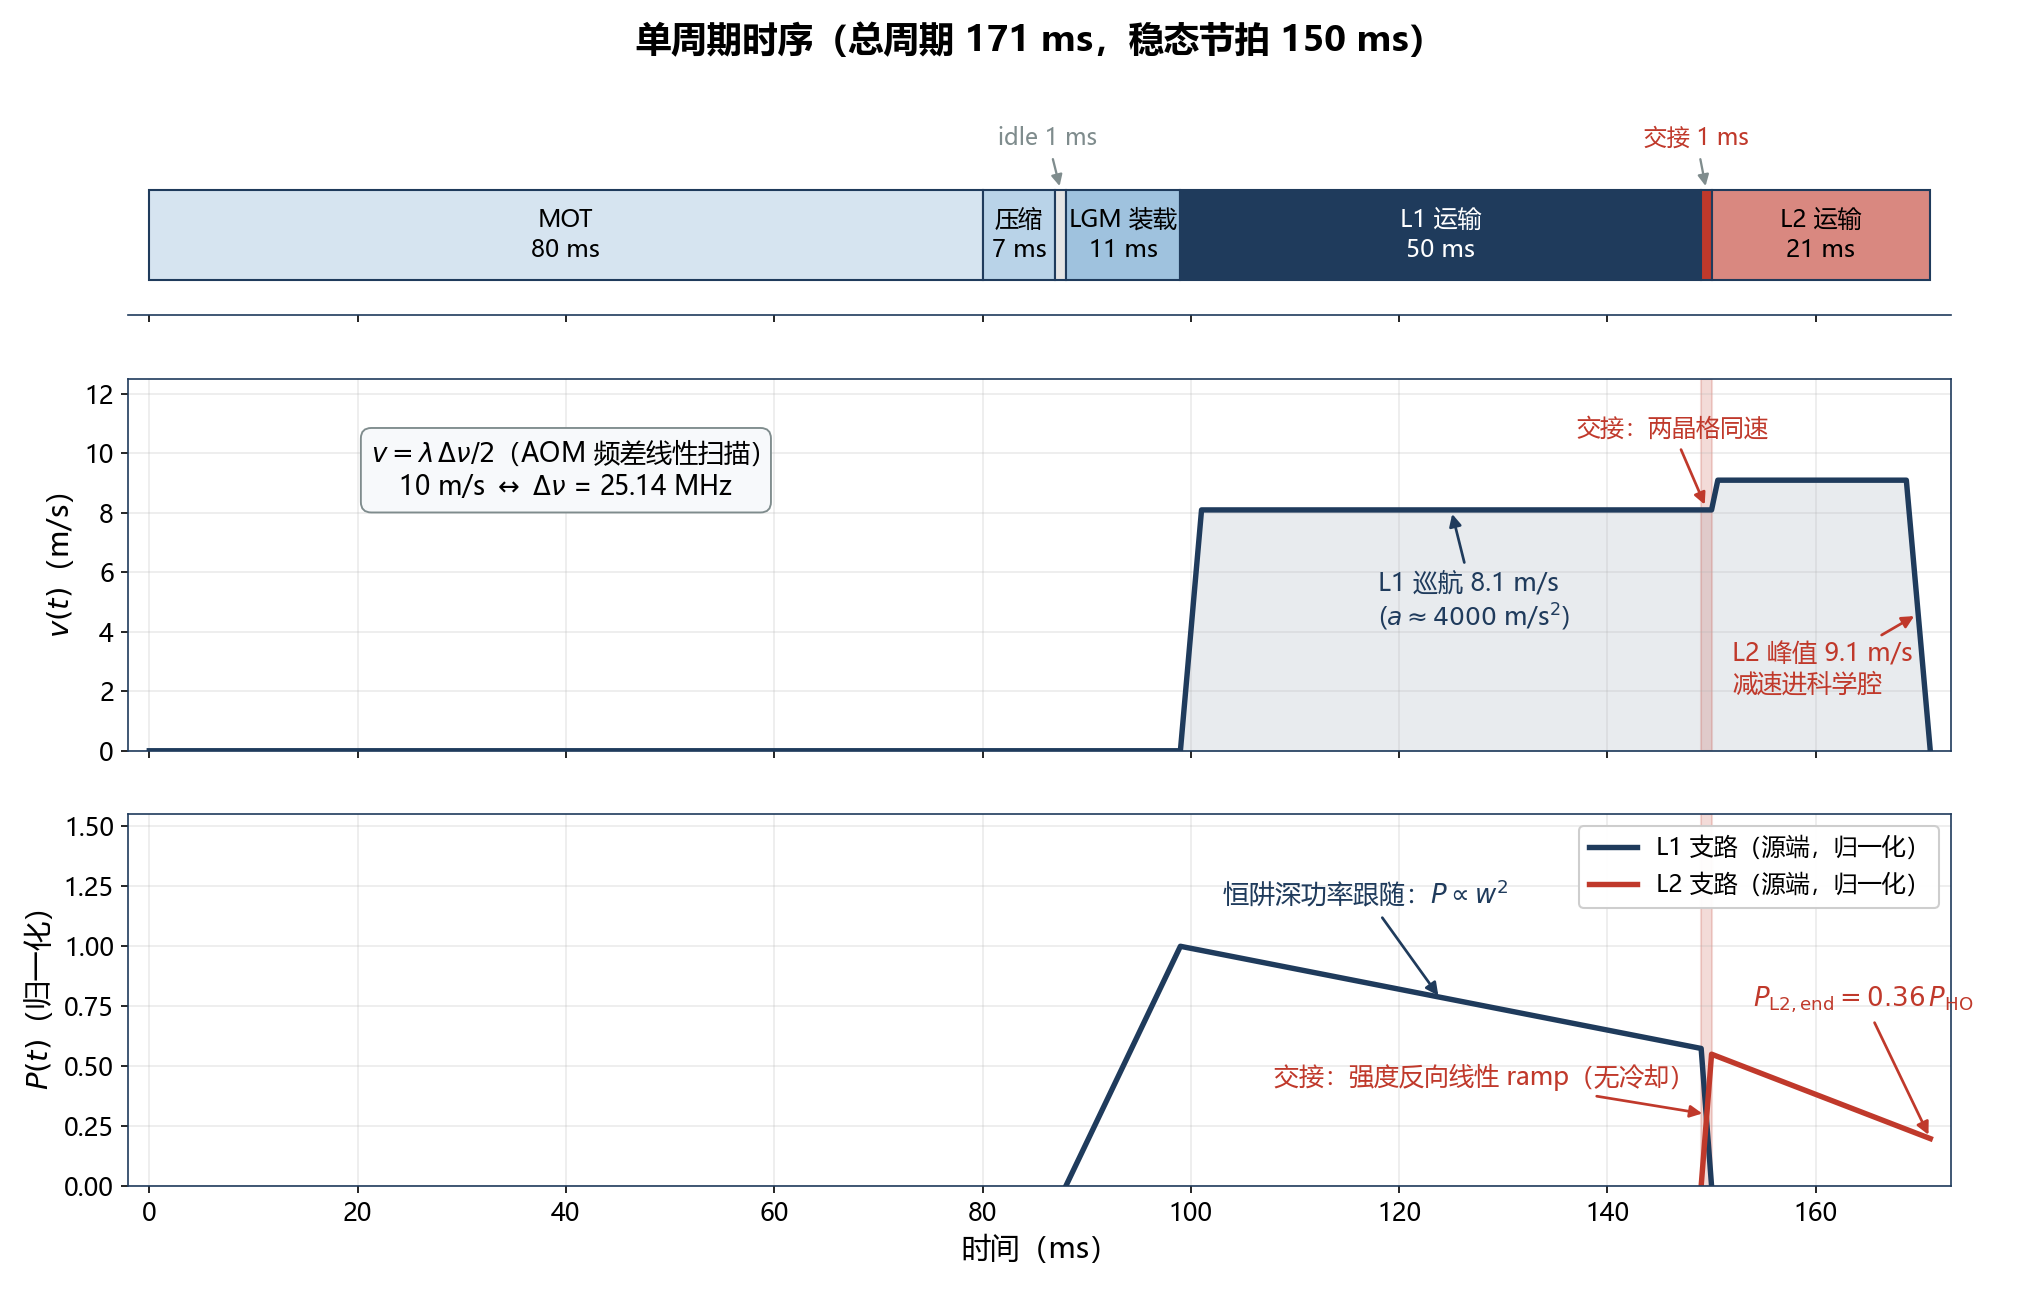 单周期时序（总周期 171 ms，稳态节拍 150 ms）
idle 1 ms
交接 1 ms
MOT
80 ms
压缩
7 ms
LGM 装载
11 ms
L1 运输
50 ms
L2 运输
21 ms
v(t)（m/s）
12
10
8
6
4
2
0
v = λ Δν/2（AOM 频差线性扫描）
10 m/s ↔ Δν = 25.14 MHz
交接：两晶格同速
L1 巡航 8.1 m/s
(a ≈ 4000 m/s²)
L2 峰值 9.1 m/s
减速进科学腔
P(t)（归一化）
1.50
1.25
1.00
0.75
0.50
0.25
0.00
L1 支路（源端，归一化）
L2 支路（源端，归一化）
恒阱深功率跟随：P ∝ w²
P_L2,end = 0.36 P_HO
交接：强度反向线性 ramp（无冷却）
0 20 40 60 80 100 120 140 160
时间（ms）